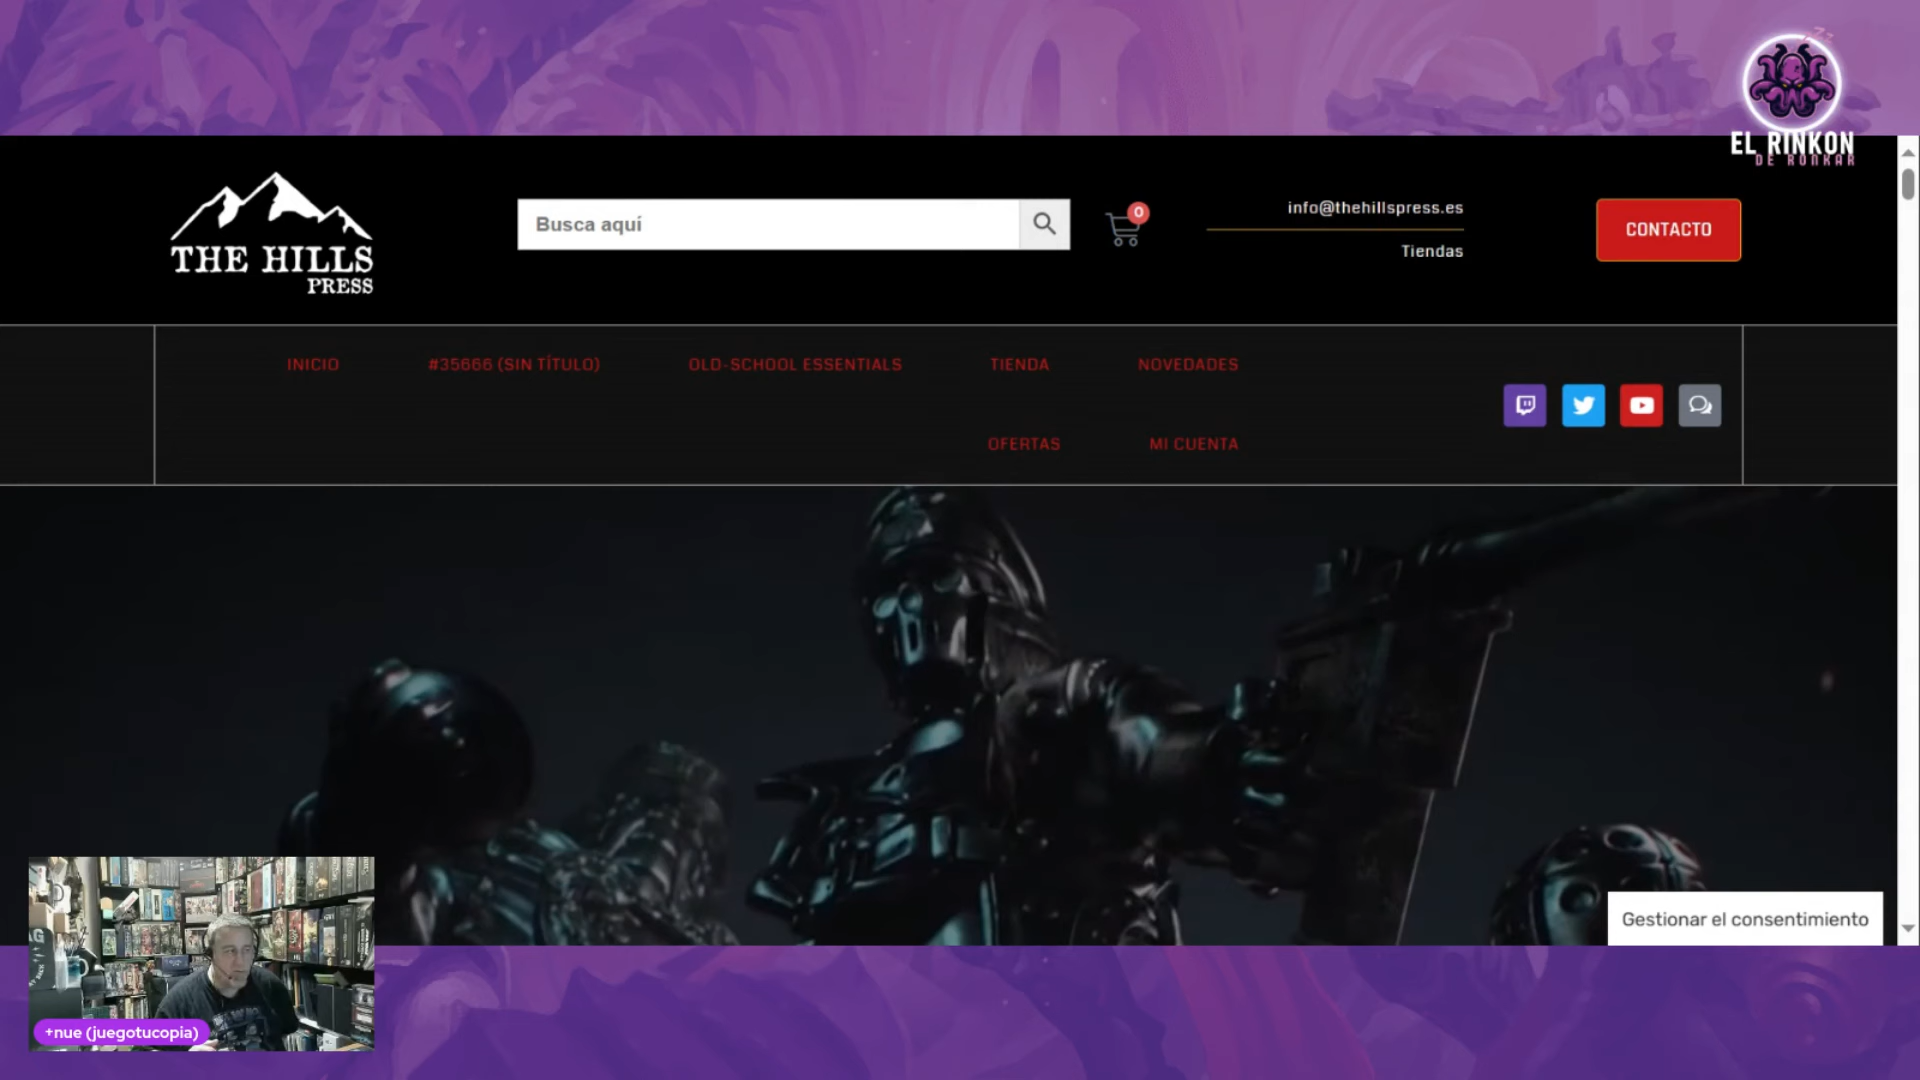 EL RINKON
DE RONKAR
THE HILLS
PRESS
Busca aquí
0
info@thehillspress.es
Tiendas
CONTACTO
INICIO
#35666 (SIN TÍTULO)
OLD-SCHOOL ESSENTIALS
TIENDA
NOVEDADES
OFERTAS
MI CUENTA
Gestionar el consentimiento
+nue (juegotucopia)